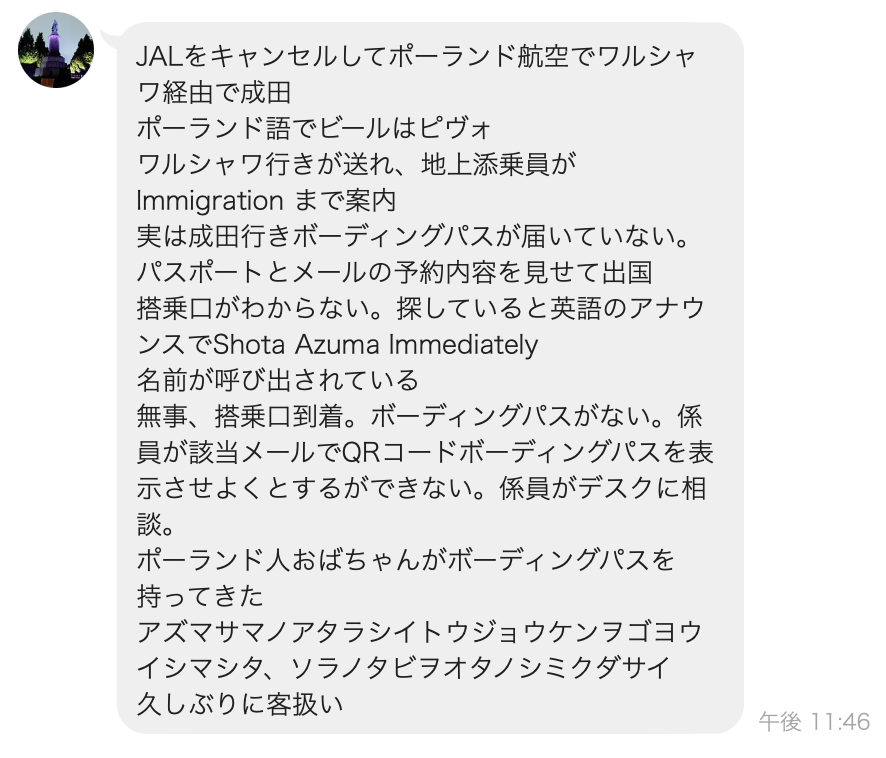 JALをキャンセルしてポーランド航空でワルシャ
ワ経由で成田
ポーランド語でビールはピヴォ
ワルシャワ行きが送れ、地上添乗員が
Immigration まで案内
実は成田行きボーディングパスが届いていない。
パスポートとメールの予約内容を見せて出国
搭乗口がわからない。探していると英語のアナウ
ンスでShota Azuma Immediately
名前が呼び出されている
無事、搭乗口到着。ボーディングパスがない。係
員が該当メールでQRコードボーディングパスを表
示させよくとするができない。係員がデスクに相
談。
ポーランド人おばちゃんがボーディングパスを
持ってきた
アズマサマノアタラシイトウジョウケンヲゴヨウ
イシマシタ、ソラノタビヲオタノシミクダサイ
久しぶりに客扱い
午後 11:46